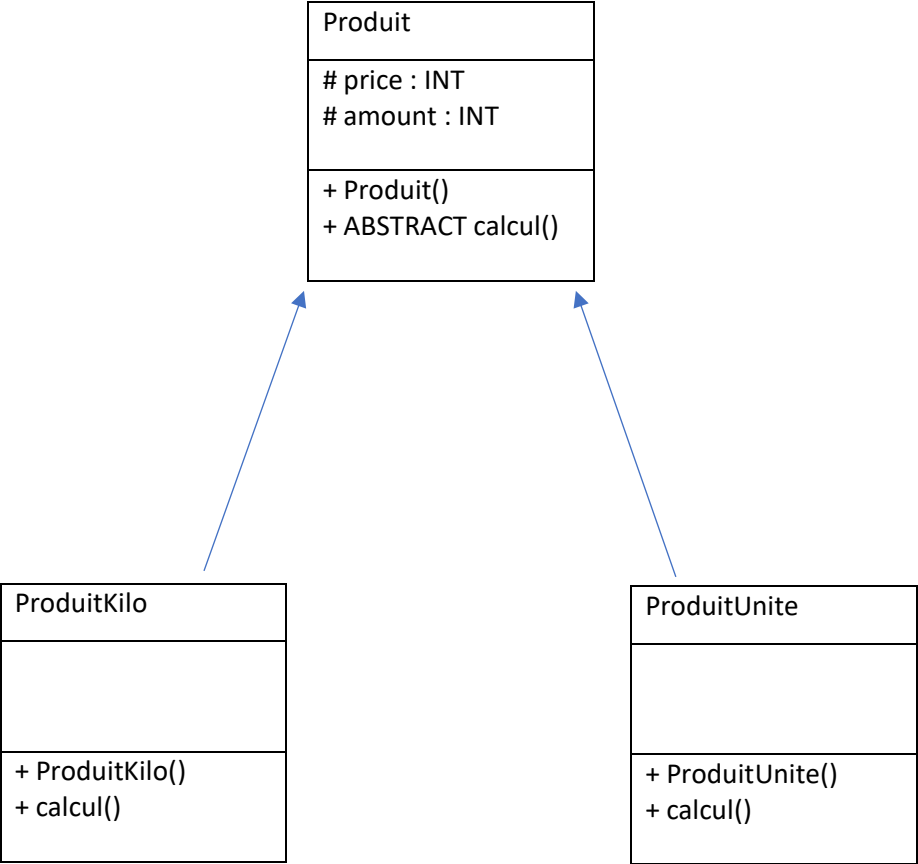 Produit
# price : INT
# amount : INT
+ Produit()
+ ABSTRACT calcul()
ProduitKilo
+ ProduitKilo()
+ calcul()
ProduitUnite
+ ProduitUnite()
+ calcul()